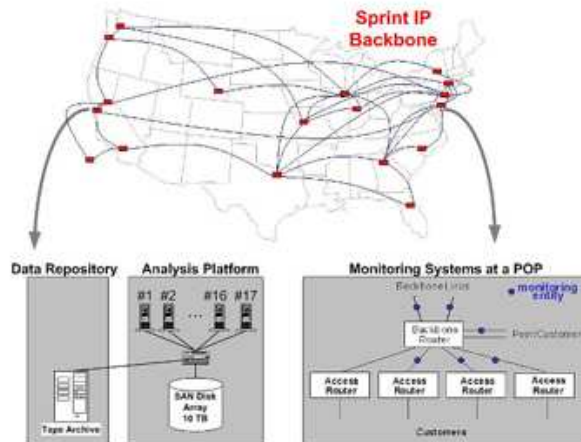 Sprint IP
Backbone
Data Repository
Analysis Platform
Monitoring Systems at a POP
#1 #2 ... #16 #17
SAN Disk
Array
10 TB
Tape Archive
Backbone Links
monitoring
entity
Backbone
Router
Peer/Customer
Access
Router
Access
Router
Access
Router
Access
Router
Customers